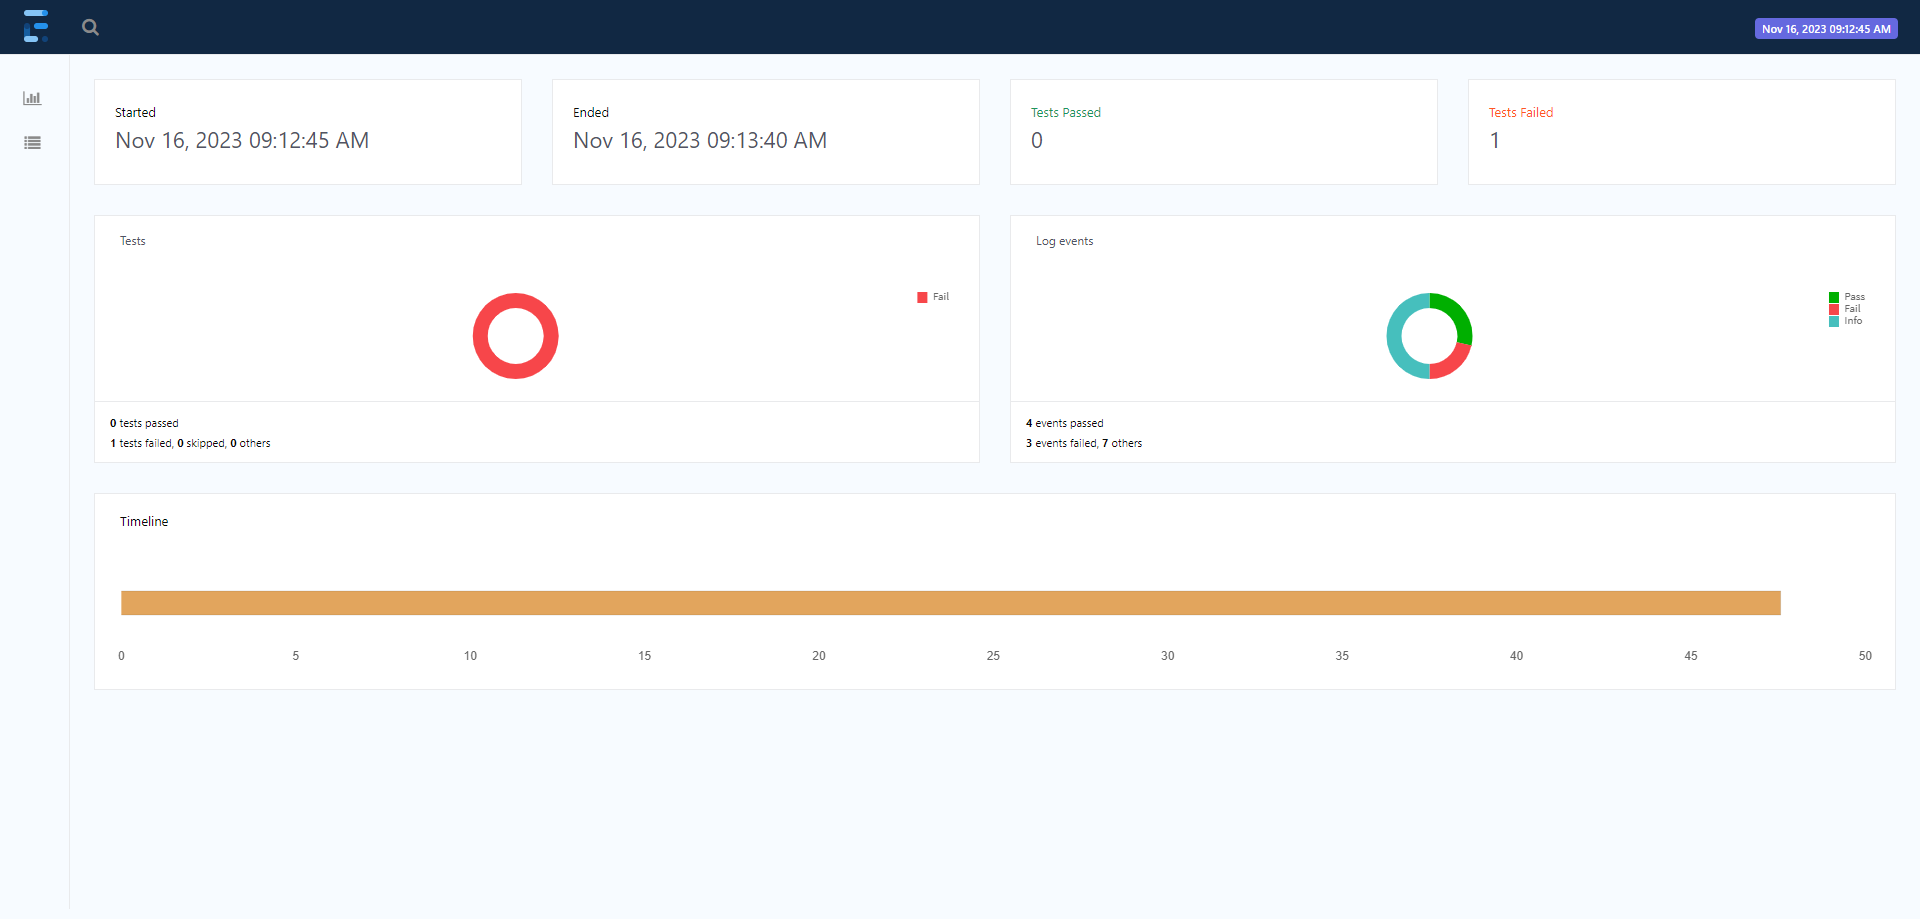 Nov 16, 2023 09:12:45 AM
Started
Nov 16, 2023 09:12:45 AM
Ended
Nov 16, 2023 09:13:40 AM
Tests Passed
0
Tests Failed
1
Tests
Fail
0 tests passed
1 tests failed, 0 skipped, 0 others
Log events
Pass
Fail
Info
4 events passed
3 events failed, 7 others
Timeline
0 5 10 15 20 25 30 35 40 45 50